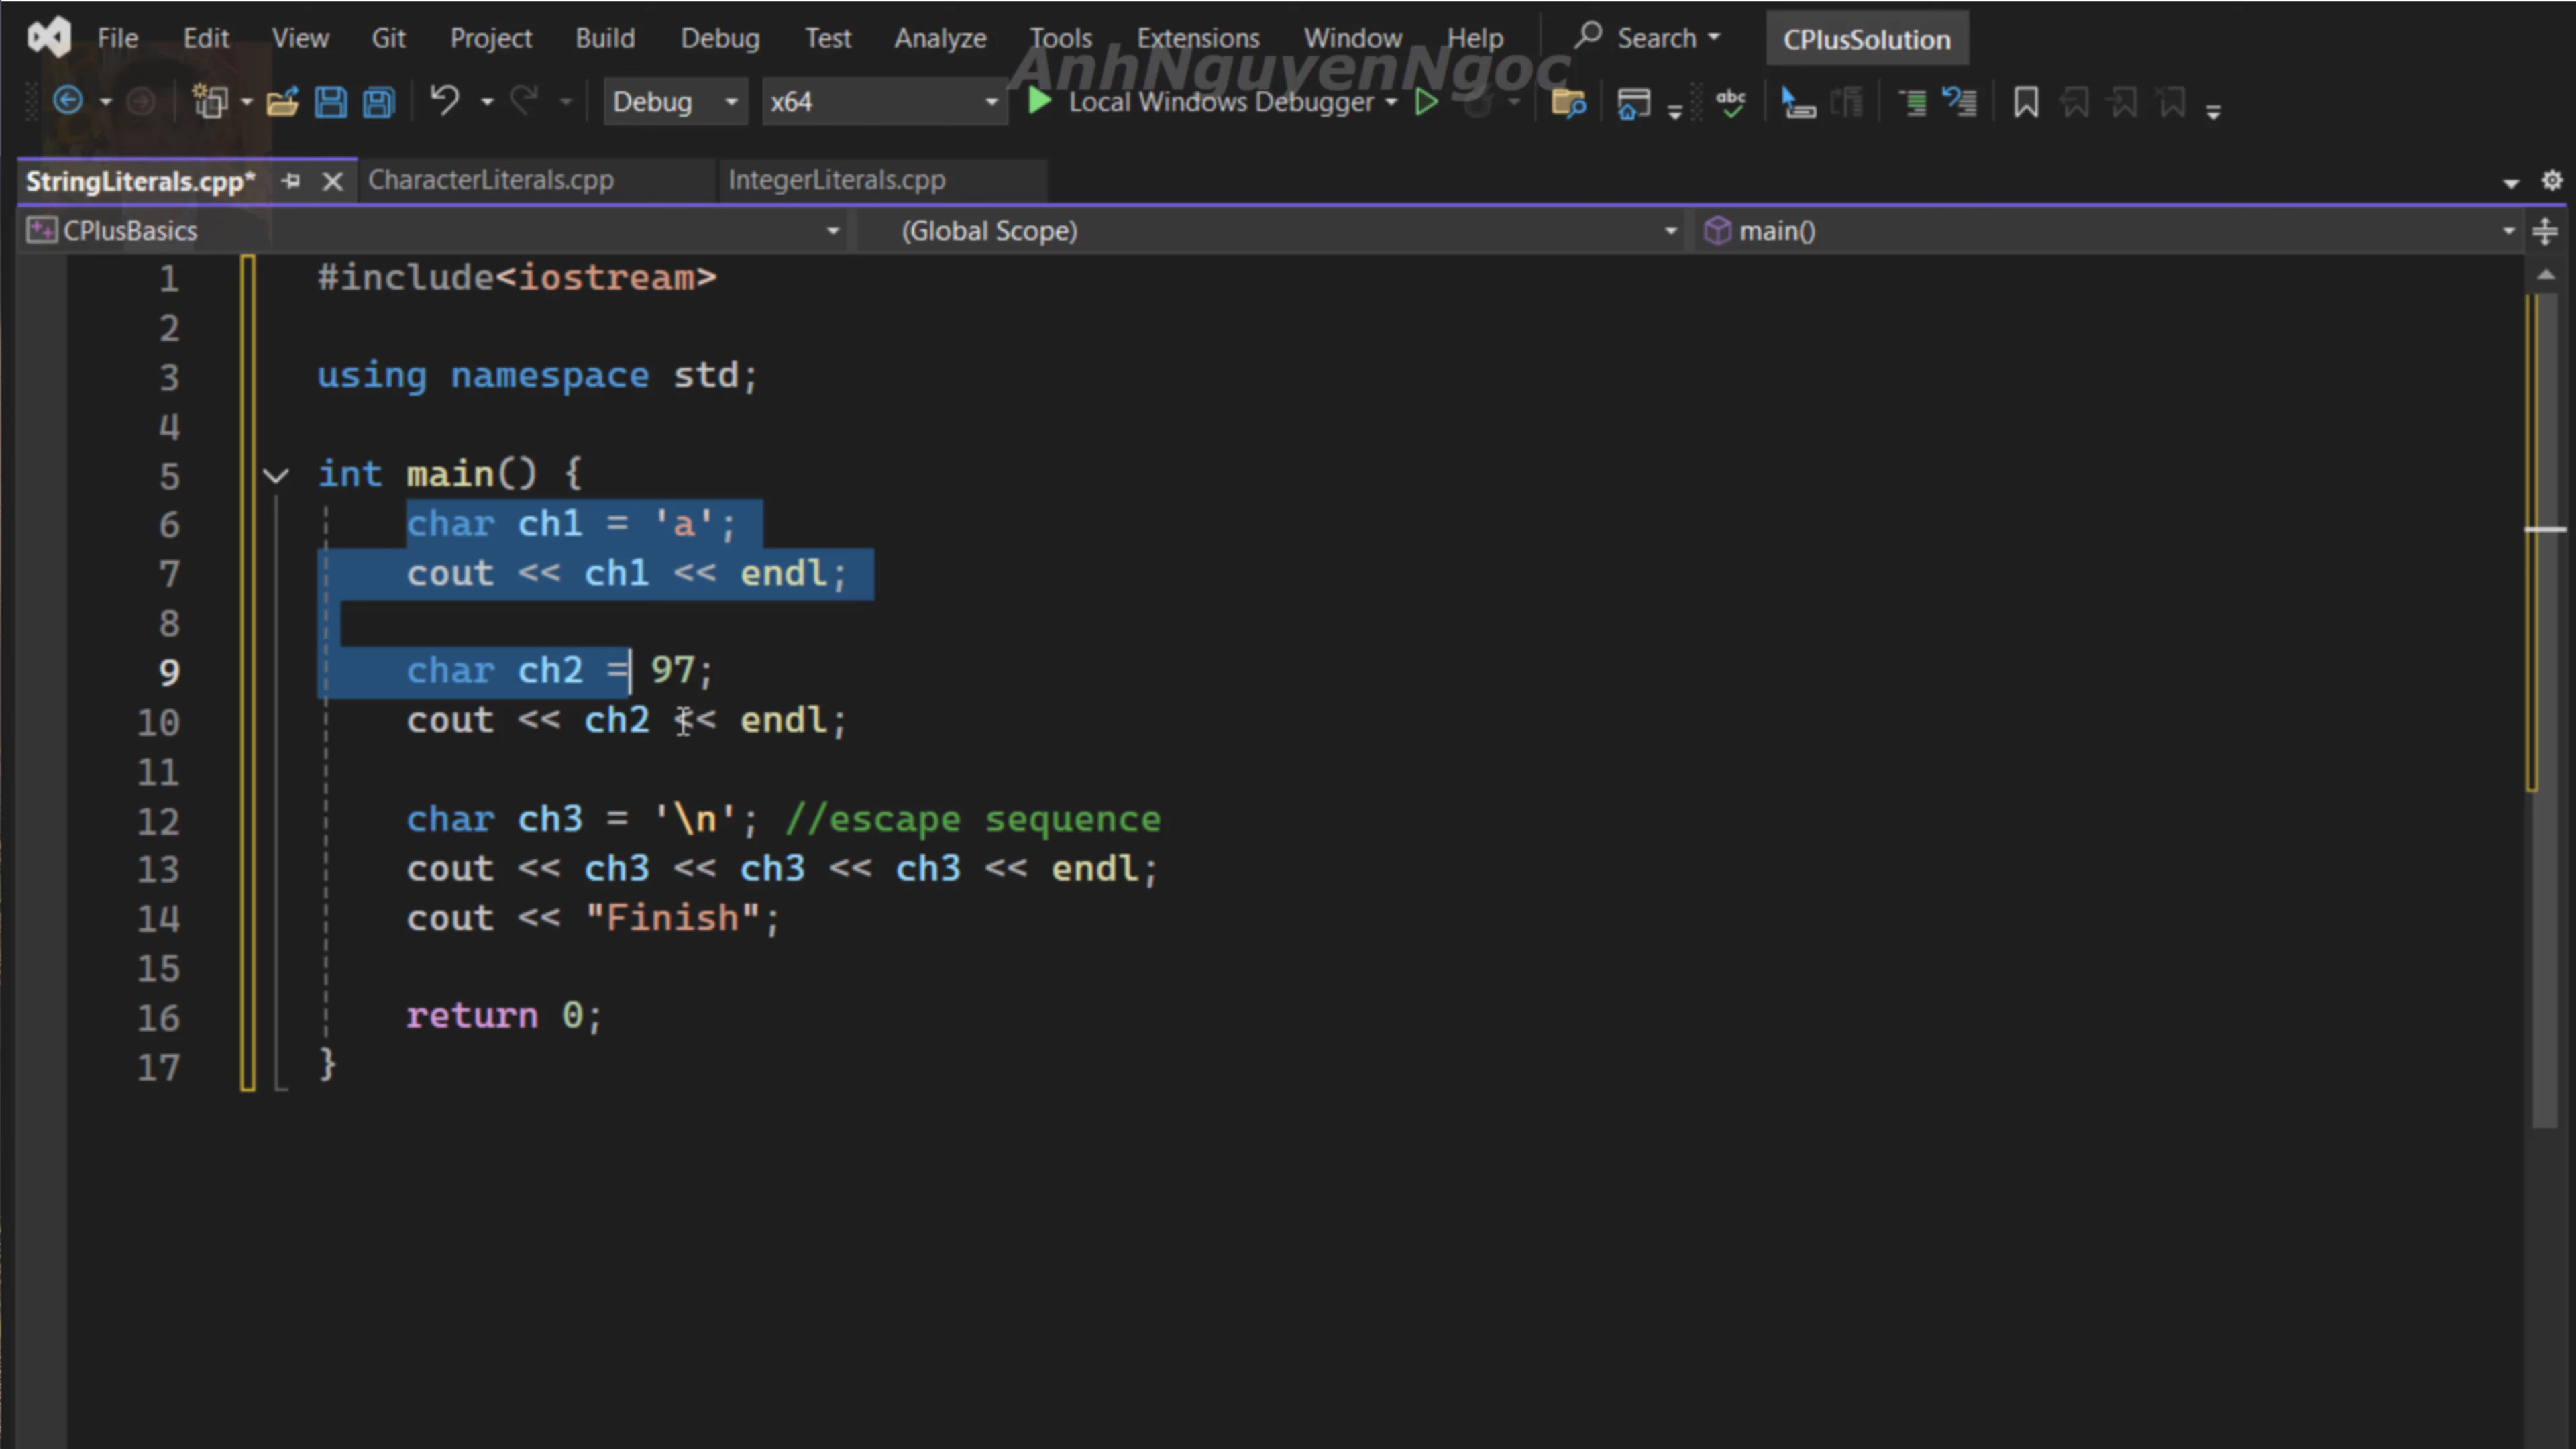 File Edit View Git Project Build Debug Test Analyze Tools Extensions Window Help Search CPlusSolution
AnhNguyenNgoc
Debug x64 Local Windows Debugger abc
StringLiterals.cpp* CharacterLiterals.cpp IntegerLiterals.cpp
CPlusBasics (Global Scope) main()
1 #include<iostream>
2
3 using namespace std;
4
5 int main() {
6 char ch1 = 'a';
7 cout << ch1 << endl;
8
9 char ch2 = 97;
10 cout << ch2 << endl;
11
12 char ch3 = '\n'; //escape sequence
13 cout << ch3 << ch3 << ch3 << endl;
14 cout << "Finish";
15
16 return 0;
17 }